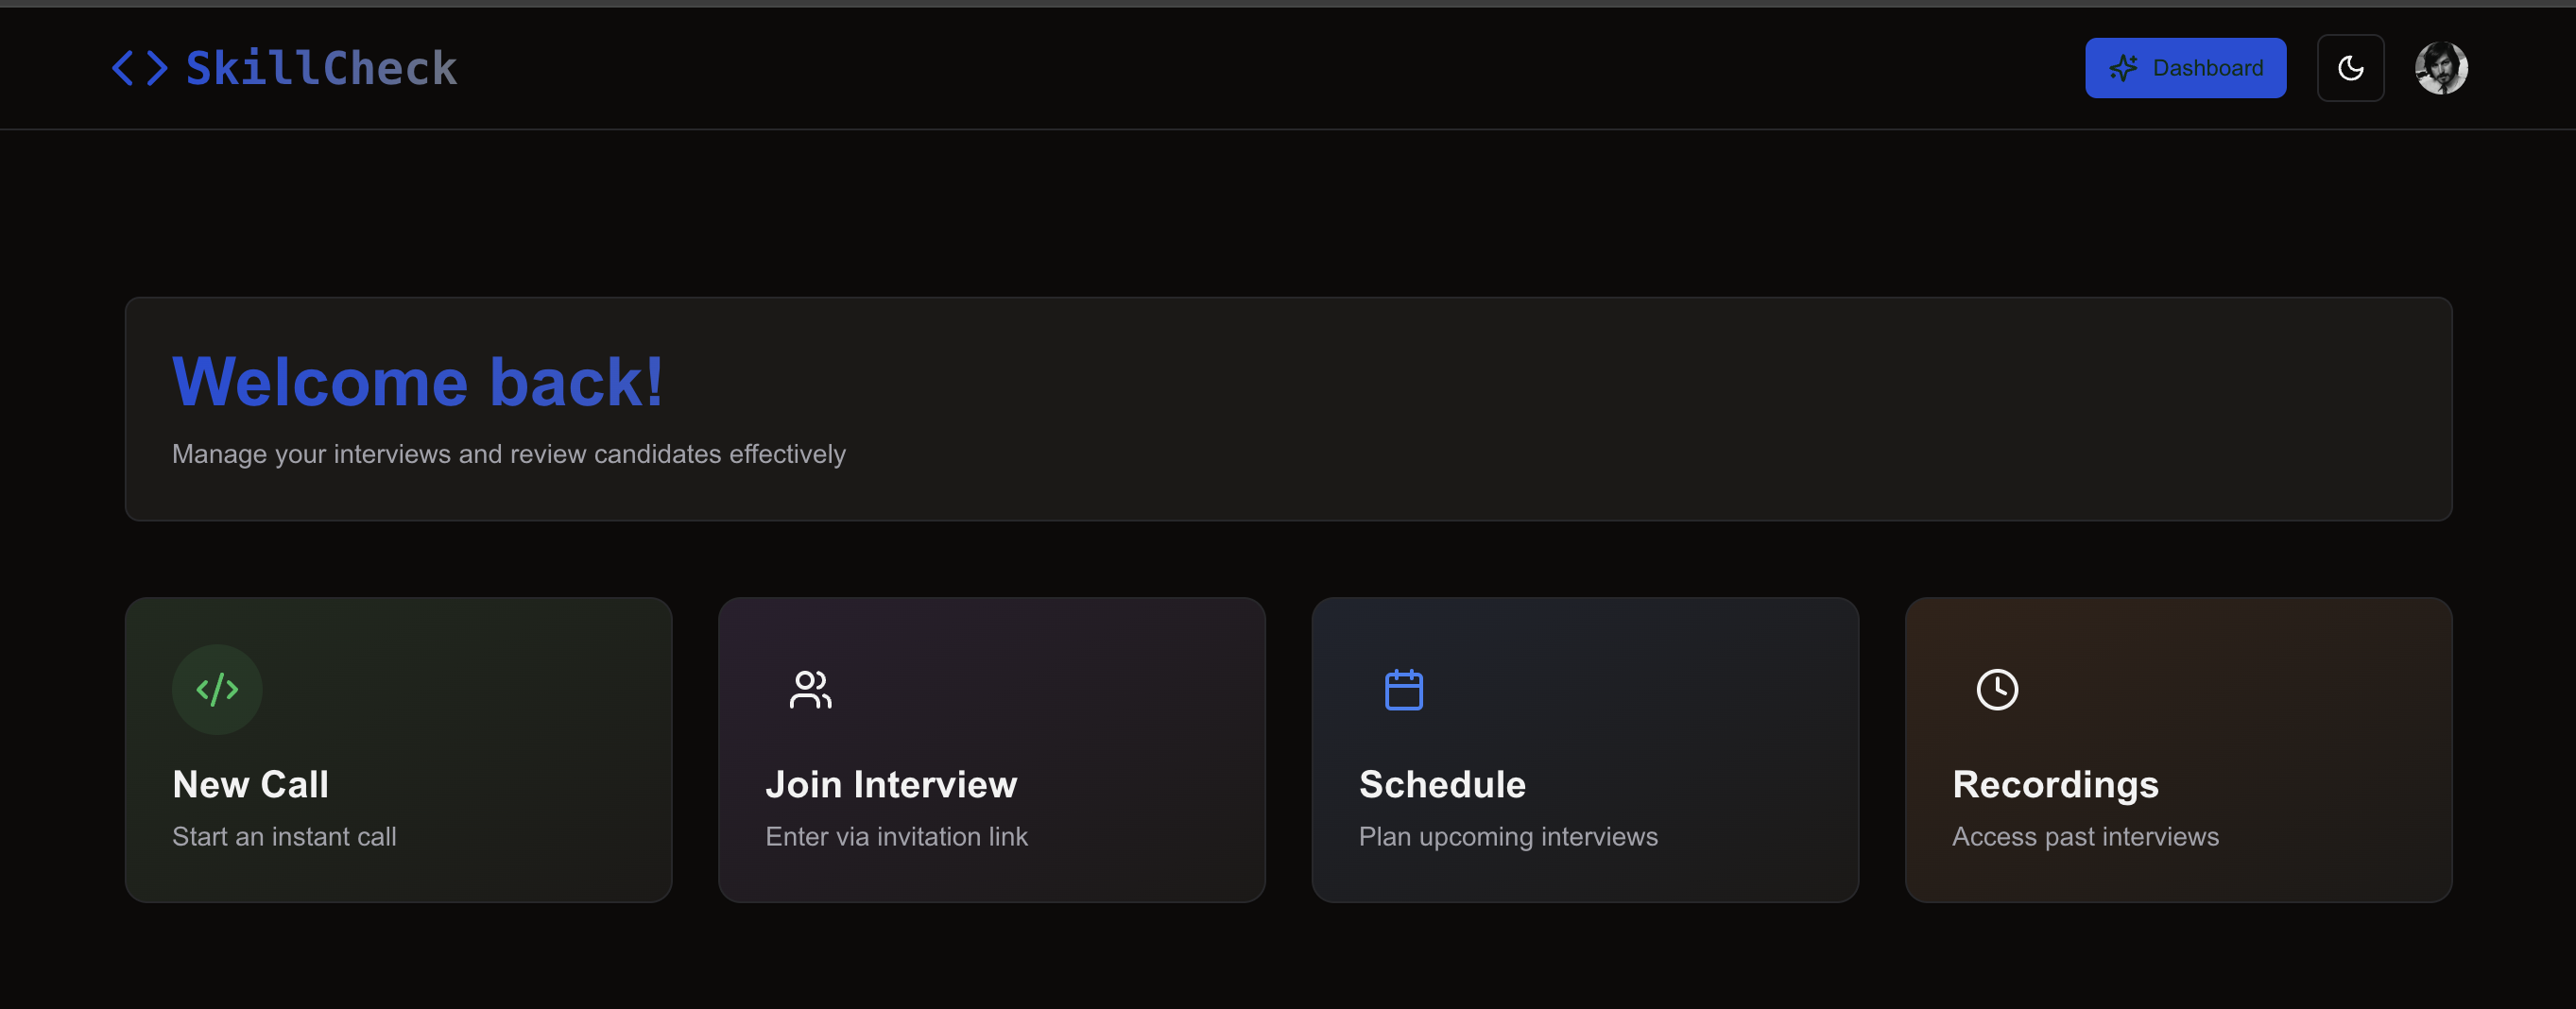 SkillCheck
Dashboard
Welcome back!
Manage your interviews and review candidates effectively
New Call
Start an instant call
Join Interview
Enter via invitation link
Schedule
Plan upcoming interviews
Recordings
Access past interviews